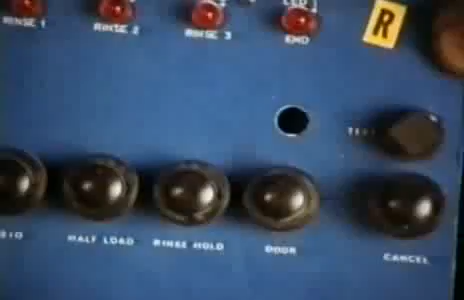 RINSE 1 RINSE 2 RINSE 3 END
R
HALF LOAD RINSE HOLD DOOR CANCEL